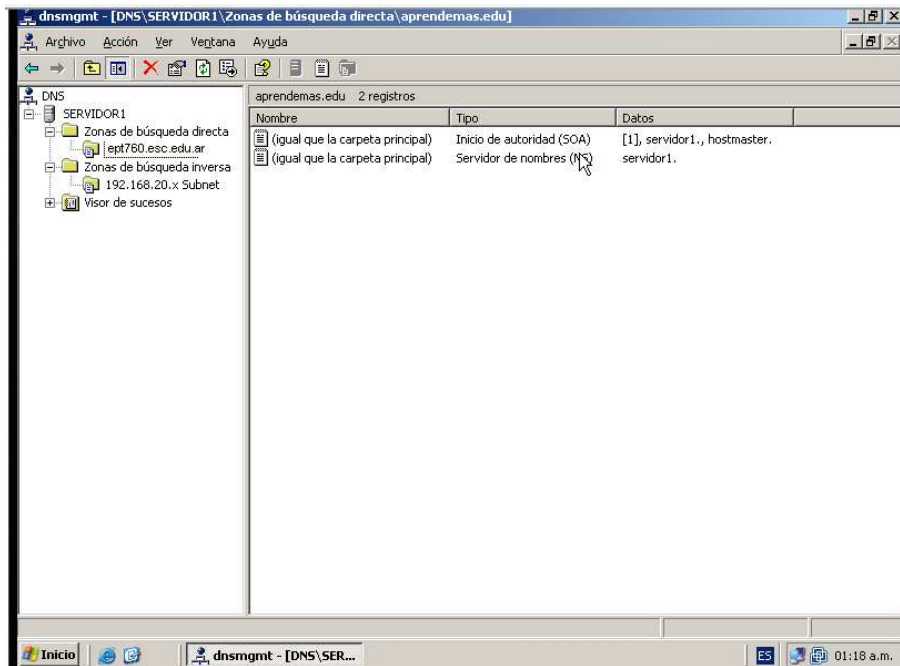 dnsmgmt - [DNS\SERVIDOR1\Zonas de búsqueda directa\aprendemas.edu]
Archivo Acción Ver Ventana Ayuda
DNS
SERVIDOR1
Zonas de búsqueda directa
ept760.esc.edu.ar
Zonas de búsqueda inversa
192.168.20.x Subnet
Visor de sucesos
aprendemas.edu 2 registros
Nombre Tipo Datos
(igual que la carpeta principal) Inicio de autoridad (SOA) [1], servidor1., hostmaster.
(igual que la carpeta principal) Servidor de nombres (NS) servidor1.
Inicio dnsmgmt - [DNS\SER... ES 01:18 a.m.